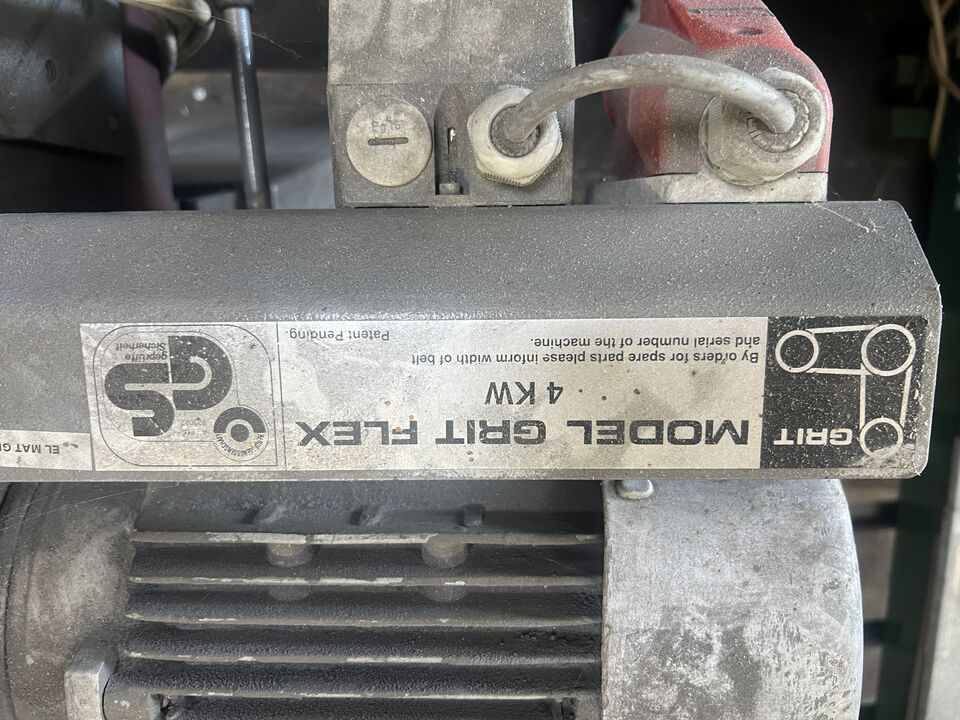 GRIT
MODEL GRIT FLEX
4 KW
By orders for spare parts please inform width of belt
and serial number of the machine.
Patent Pending.
geprüfte
Sicherheit
EL MAT G